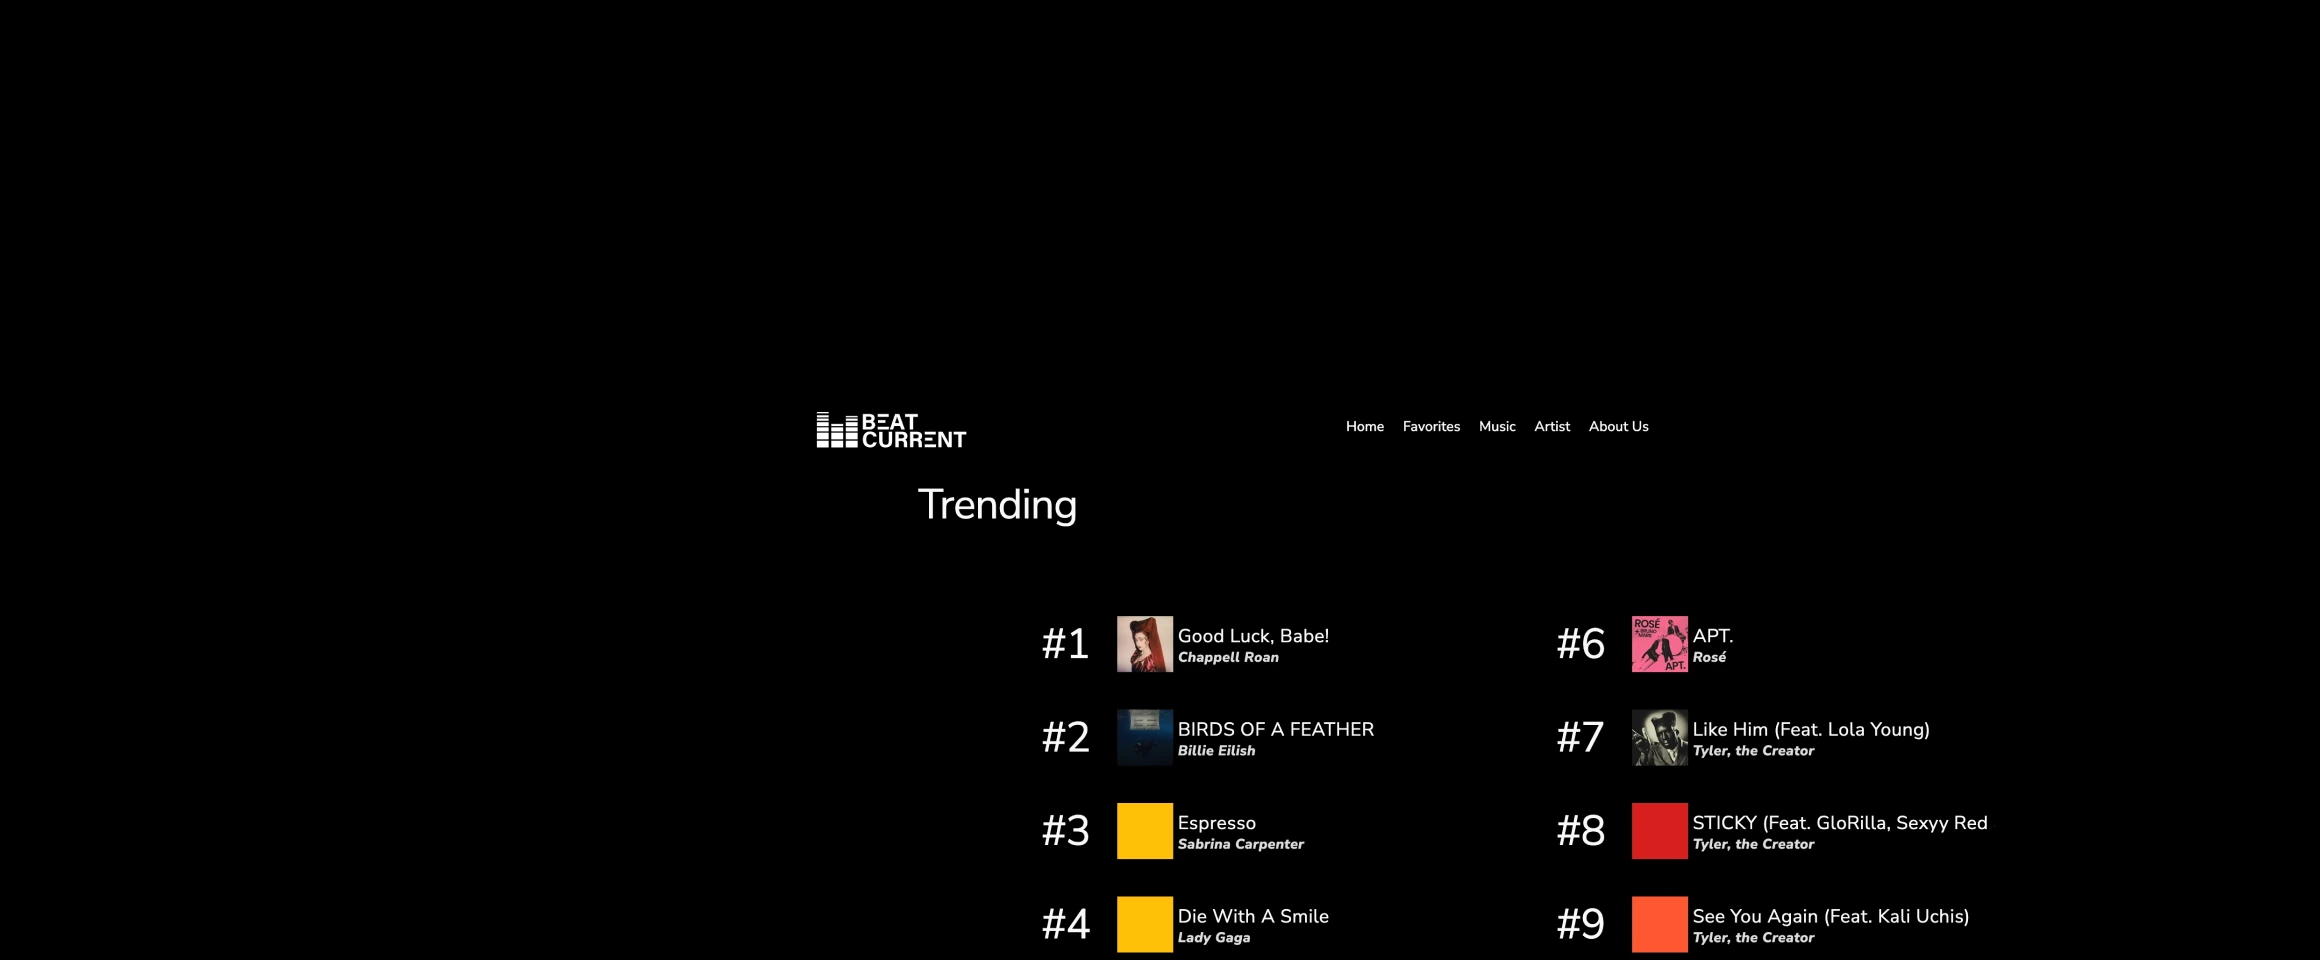 BEAT
CURRENT
Home Favorites Music Artist About Us
Trending
#1
Good Luck, Babe!
Chappell Roan
#2
BIRDS OF A FEATHER
Billie Eilish
#3
Espresso
Sabrina Carpenter
#4
Die With A Smile
Lady Gaga
#6
ROSÉ
+ BRUNO
MARS
APT.
APT.
Rosé
#7
Like Him (Feat. Lola Young)
Tyler, the Creator
#8
STICKY (Feat. GloRilla, Sexyy Red
Tyler, the Creator
#9
See You Again (Feat. Kali Uchis)
Tyler, the Creator